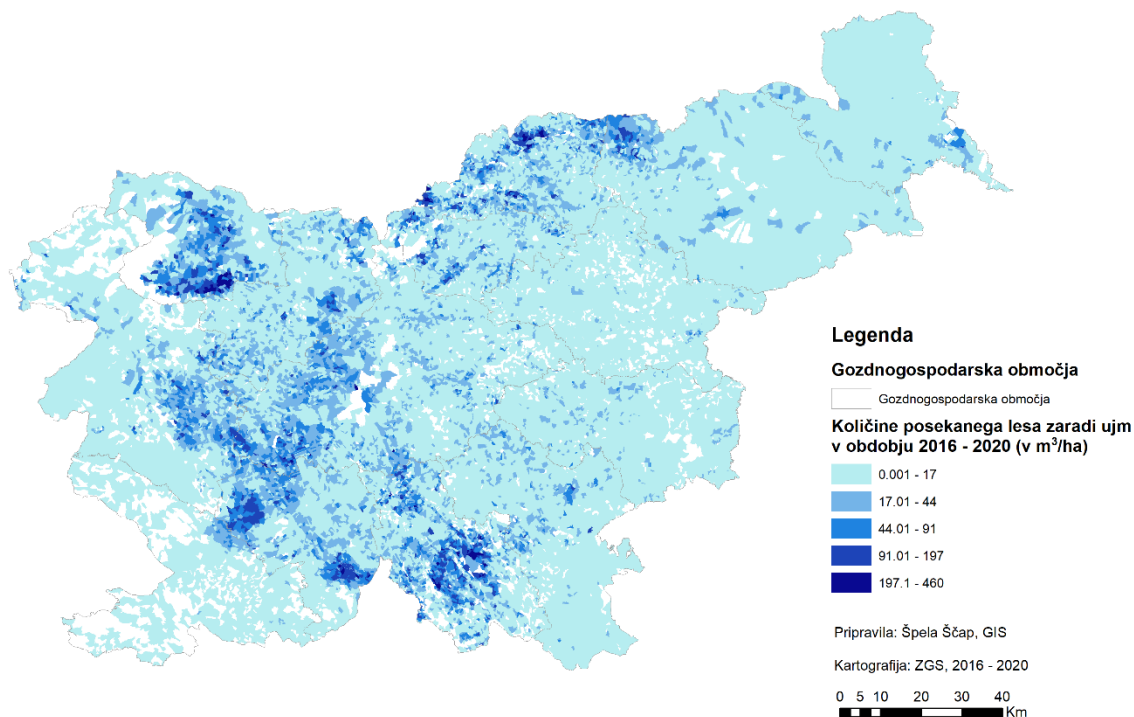 Legenda
Gozdnogospodarska območja
Gozdnogospodarska območja
Količine posekanega lesa zaradi ujm
v obdobju 2016 - 2020 (v m³/ha)
0.001 - 17
17.01 - 44
44.01 - 91
91.01 - 197
197.1 - 460
Pripravila: Špela Ščap, GIS
Kartografija: ZGS, 2016 - 2020
0 5 10 20 30 40
Km